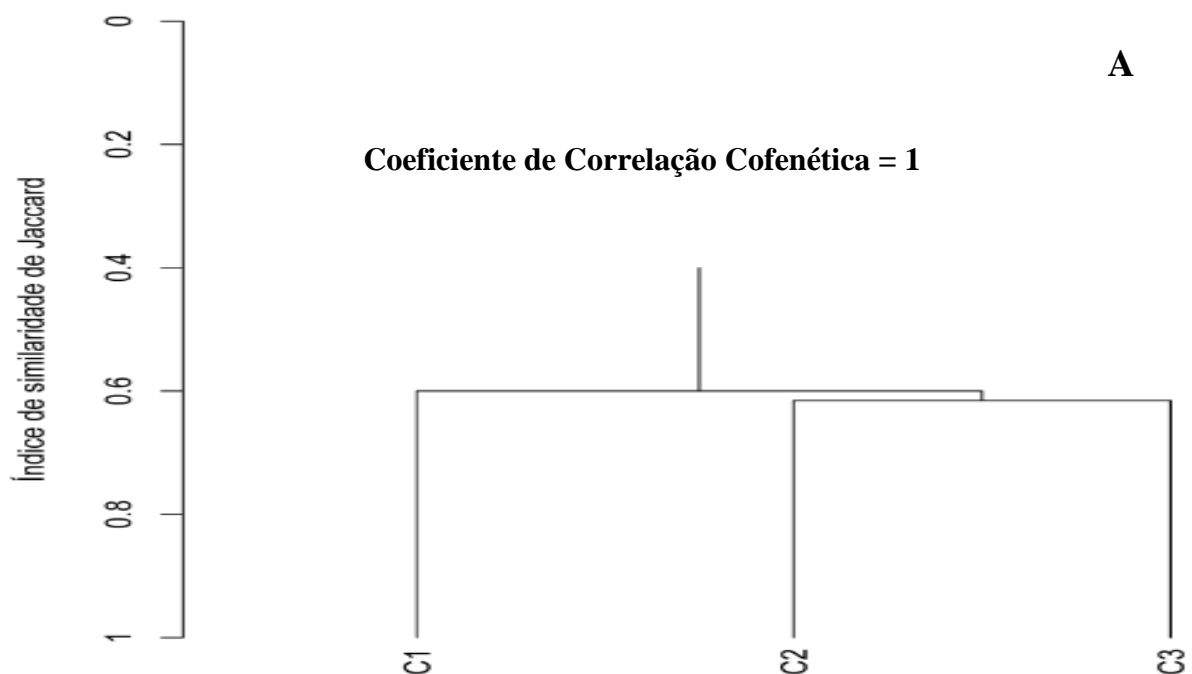 A
Coeficiente de Correlação Cofenética = 1
Índice de similaridade de Jaccard
0
0.2
0.4
0.6
0.8
1
C1
C2
C3